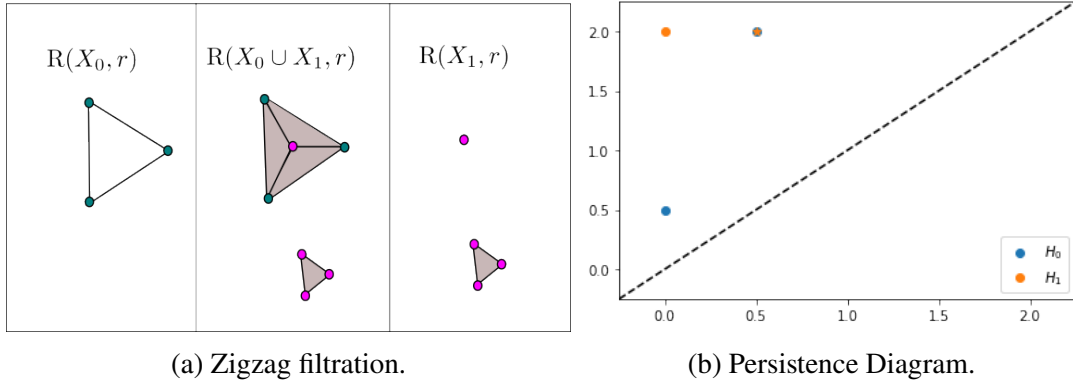 R(X₀, r)
R(X₀ ∪ X₁, r)
R(X₁, r)
2.0
1.5
1.0
0.5
0.0
0.0
0.5
1.0
1.5
2.0
H₀
H₁
(a) Zigzag filtration.
(b) Persistence Diagram.